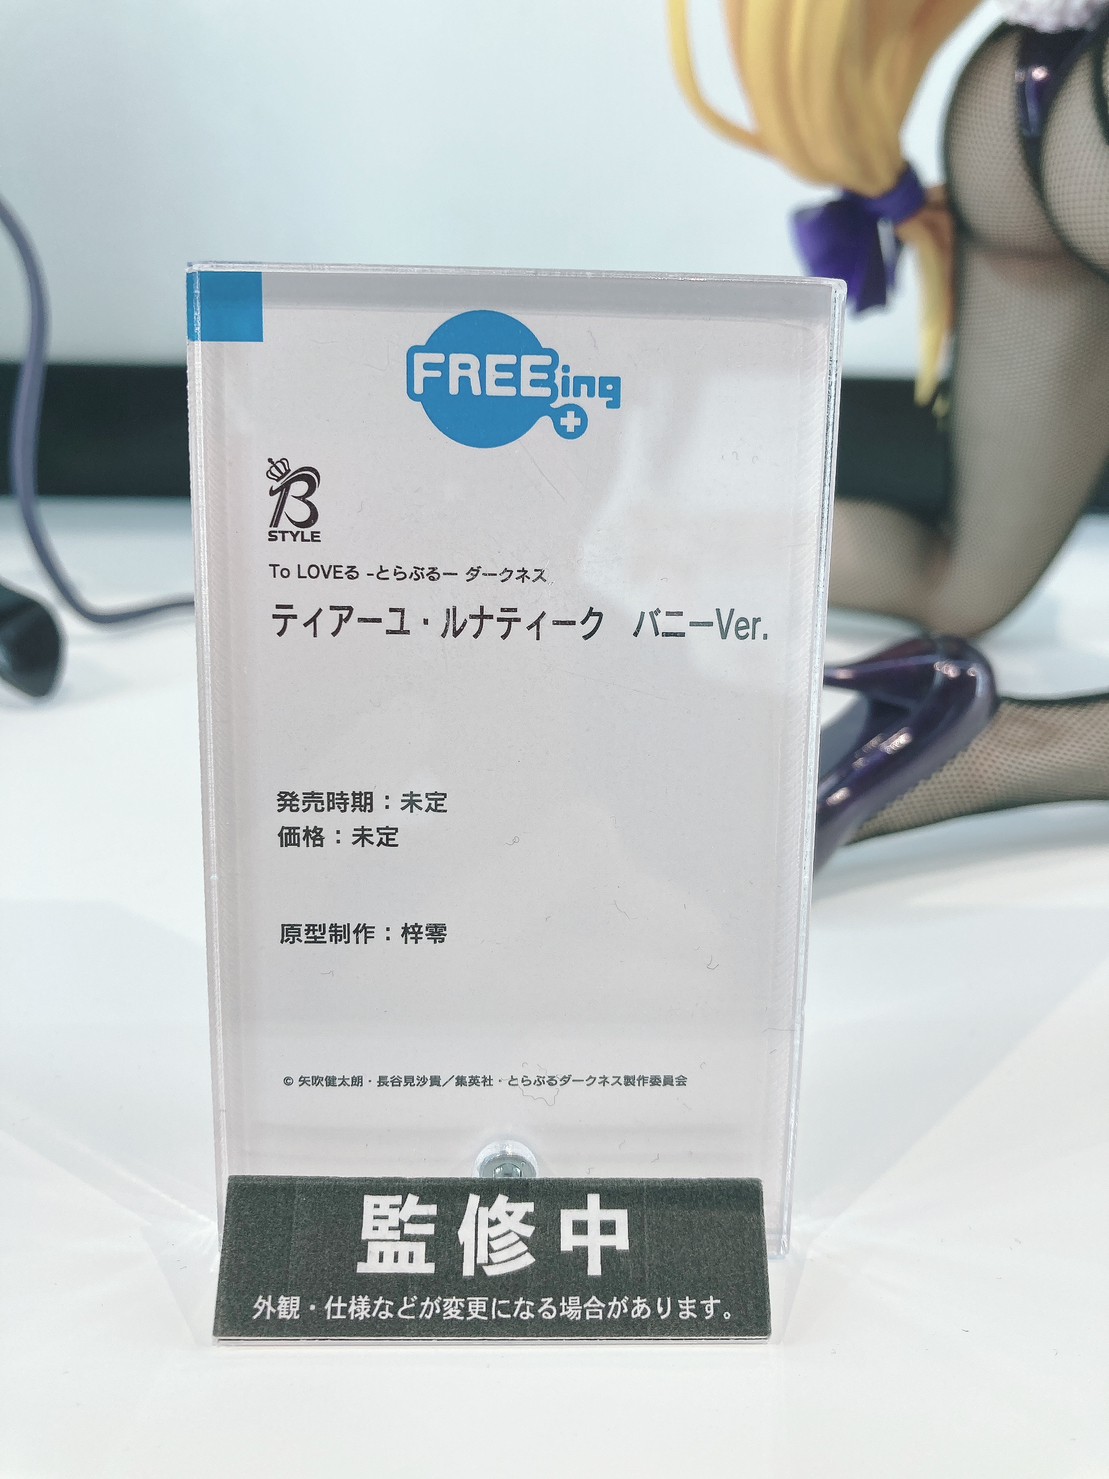 FREEing
B
STYLE
To LOVEる -とらぶるー ダークネス
ティアーユ・ルナティーク バニーVer.
発売時期：未定
価格：未定
原型制作：梓零
© 矢吹健太朗・長谷見沙貴／集英社・とらぶるダークネス製作委員会
監修中
外観・仕様などが変更になる場合があります。